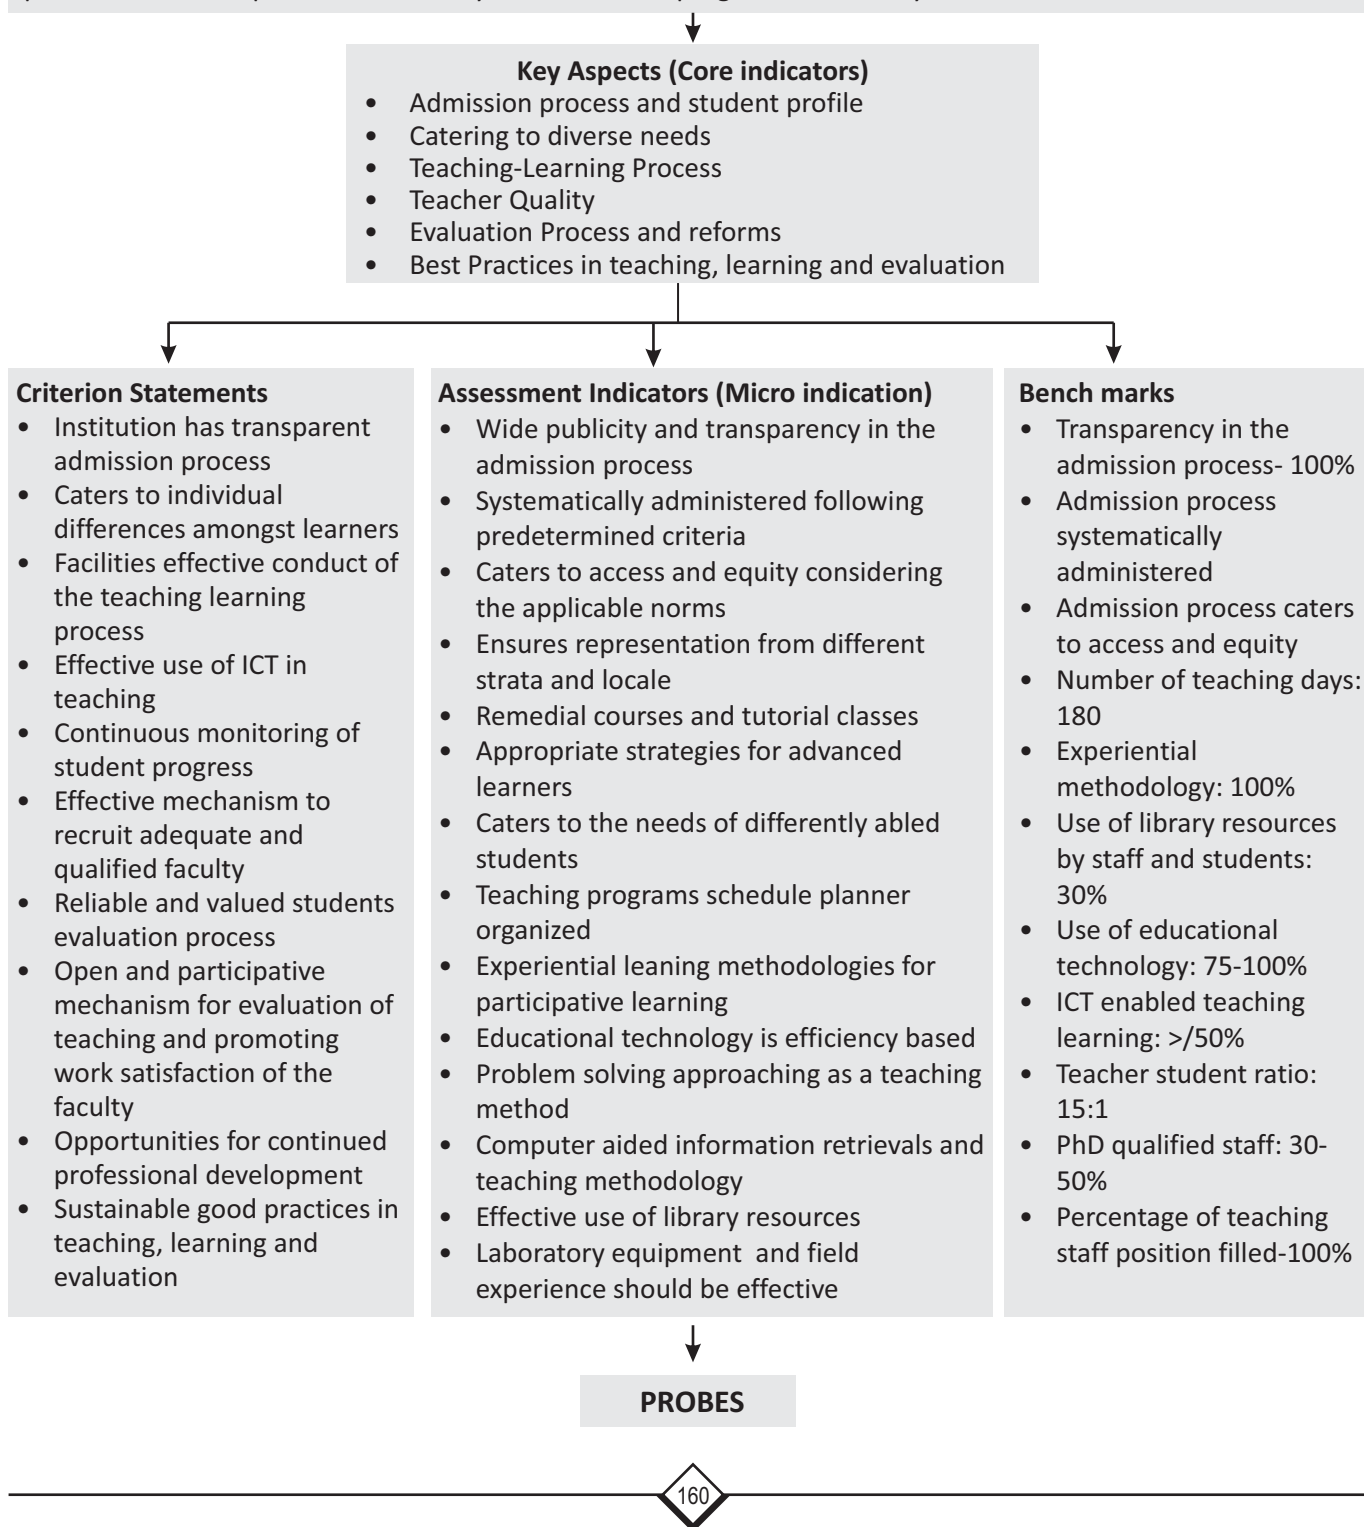 Key Aspects (Core indicators)
• Admission process and student profile
• Catering to diverse needs
• Teaching-Learning Process
• Teacher Quality
• Evaluation Process and reforms
• Best Practices in teaching, learning and evaluation
Criterion Statements
• Institution has transparent
admission process
• Caters to individual
differences amongst learners
• Facilities effective conduct of
the teaching learning
process
• Effective use of ICT in
teaching
• Continuous monitoring of
student progress
• Effective mechanism to
recruit adequate and
qualified faculty
• Reliable and valued students
evaluation process
• Open and participative
mechanism for evaluation of
teaching and promoting
work satisfaction of the
faculty
• Opportunities for continued
professional development
• Sustainable good practices in
teaching, learning and
evaluation
Assessment Indicators (Micro indication)
• Wide publicity and transparency in the
admission process
• Systematically administered following
predetermined criteria
• Caters to access and equity considering
the applicable norms
• Ensures representation from different
strata and locale
• Remedial courses and tutorial classes
• Appropriate strategies for advanced
learners
• Caters to the needs of differently abled
students
• Teaching programs schedule planner
organized
• Experiential leaning methodologies for
participative learning
• Educational technology is efficiency based
• Problem solving approaching as a teaching
method
• Computer aided information retrievals and
teaching methodology
• Effective use of library resources
• Laboratory equipment and field
experience should be effective
Bench marks
• Transparency in the
admission process- 100%
• Admission process
systematically
administered
• Admission process caters
to access and equity
• Number of teaching days:
180
• Experiential
methodology: 100%
• Use of library resources
by staff and students:
30%
• Use of educational
technology: 75-100%
• ICT enabled teaching
learning: >/50%
• Teacher student ratio:
15:1
• PhD qualified staff: 30-
50%
• Percentage of teaching
staff position filled-100%
PROBES
160